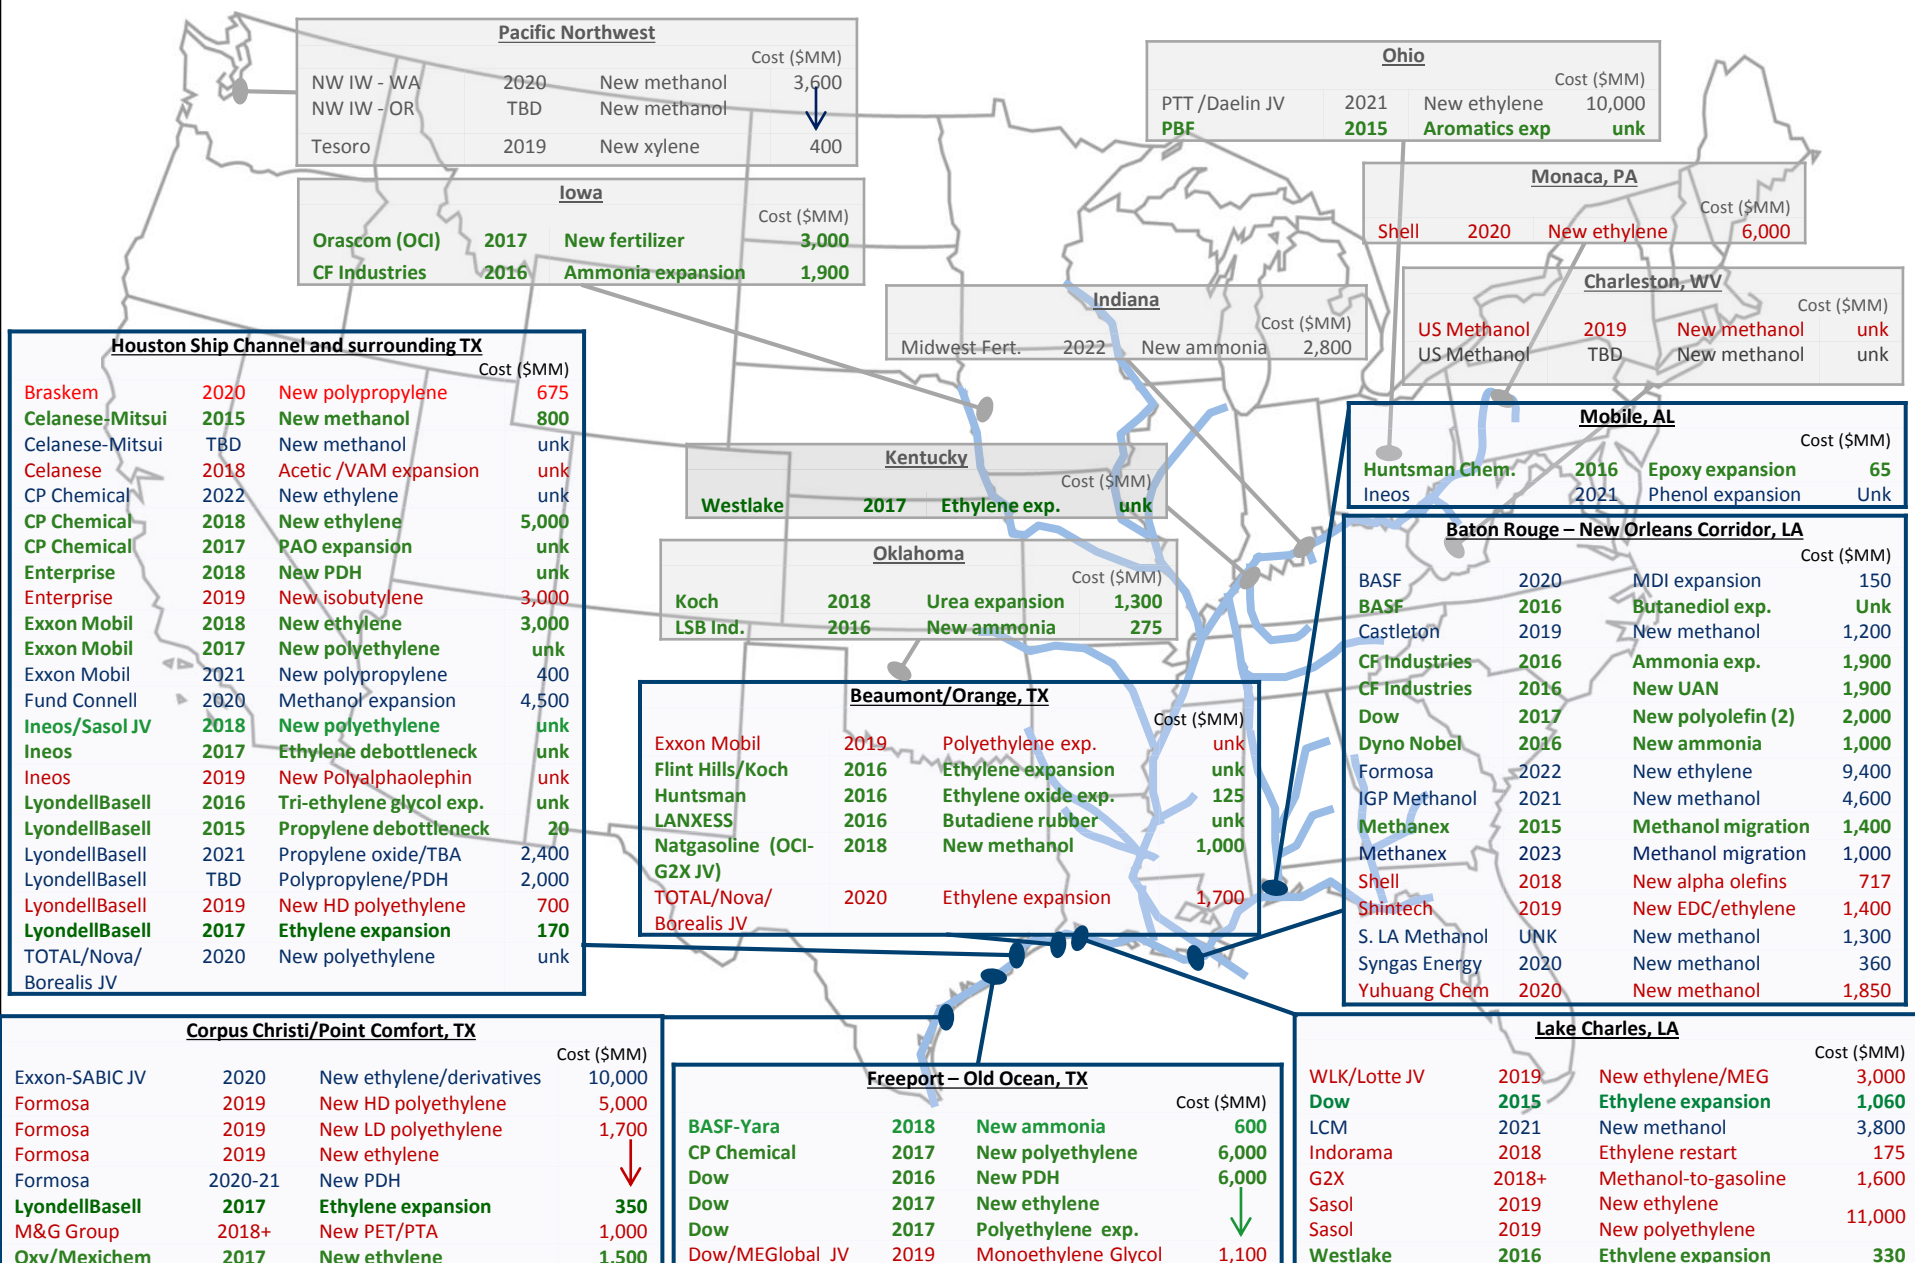 Pacific Northwest
Cost ($MM)
NW IW - WA 2020 New methanol 3,600
NW IW - OR TBD New methanol
Tesoro 2019 New xylene 400
Ohio
Cost ($MM)
PTT /Daelin JV 2021 New ethylene 10,000
PBF 2015 Aromatics exp unk
Monaca, PA
Cost ($MM)
Shell 2020 New ethylene 6,000
Iowa
Cost ($MM)
Orascom (OCI) 2017 New fertilizer 3,000
CF Industries 2016 Ammonia expansion 1,900
Charleston, WV
Cost ($MM)
US Methanol 2019 New methanol unk
US Methanol TBD New methanol unk
Indiana
Cost ($MM)
Midwest Fert. 2022 New ammonia 2,800
Houston Ship Channel and surrounding TX
Cost ($MM)
Braskem 2020 New polypropylene 675
Celanese-Mitsui 2015 New methanol 800
Celanese-Mitsui TBD New methanol unk
Celanese 2018 Acetic /VAM expansion unk
CP Chemical 2022 New ethylene unk
CP Chemical 2018 New ethylene 5,000
CP Chemical 2017 PAO expansion unk
Enterprise 2018 New PDH unk
Enterprise 2019 New isobutylene 3,000
Exxon Mobil 2018 New ethylene 3,000
Exxon Mobil 2017 New polyethylene unk
Exxon Mobil 2021 New polypropylene 400
Fund Connell 2020 Methanol expansion 4,500
Ineos/Sasol JV 2018 New polyethylene unk
Ineos 2017 Ethylene debottleneck unk
Ineos 2019 New Polyalphaolephin unk
LyondellBasell 2016 Tri-ethylene glycol exp. unk
LyondellBasell 2015 Propylene debottleneck 20
LyondellBasell 2021 Propylene oxide/TBA 2,400
LyondellBasell TBD Polypropylene/PDH 2,000
LyondellBasell 2019 New HD polyethylene 700
LyondellBasell 2017 Ethylene expansion 170
TOTAL/Nova/ 2020 New polyethylene unk
Borealis JV
Kentucky
Cost ($MM)
Westlake 2017 Ethylene exp. unk
Oklahoma
Cost ($MM)
Koch 2018 Urea expansion 1,300
LSB Ind. 2016 New ammonia 275
Beaumont/Orange, TX
Cost ($MM)
Exxon Mobil 2019 Polyethylene exp. unk
Flint Hills/Koch 2016 Ethylene expansion unk
Huntsman 2016 Ethylene oxide exp. 125
LANXESS 2016 Butadiene rubber unk
Natgasoline (OCI- 2018 New methanol 1,000
G2X JV)
TOTAL/Nova/ 2020 Ethylene expansion 1,700
Borealis JV
Mobile, AL
Cost ($MM)
Huntsman Chem. 2016 Epoxy expansion 65
Ineos 2021 Phenol expansion Unk
Baton Rouge – New Orleans Corridor, LA
Cost ($MM)
BASF 2020 MDI expansion 150
BASF 2016 Butanediol exp. Unk
Castleton 2019 New methanol 1,200
CF Industries 2016 Ammonia exp. 1,900
CF Industries 2016 New UAN 1,900
Dow 2017 New polyolefin (2) 2,000
Dyno Nobel 2016 New ammonia 1,000
Formosa 2022 New ethylene 9,400
IGP Methanol 2021 New methanol 4,600
Methanex 2015 Methanol migration 1,400
Methanex 2023 Methanol migration 1,000
Shell 2018 New alpha olefins 717
Shintech 2019 New EDC/ethylene 1,400
S. LA Methanol UNK New methanol 1,300
Syngas Energy 2020 New methanol 360
Yuhuang Chem 2020 New methanol 1,850
Corpus Christi/Point Comfort, TX
Cost ($MM)
Exxon-SABIC JV 2020 New ethylene/derivatives 10,000
Formosa 2019 New HD polyethylene 5,000
Formosa 2019 New LD polyethylene 1,700
Formosa 2019 New ethylene
Formosa 2020-21 New PDH
LyondellBasell 2017 Ethylene expansion 350
M&G Group 2018+ New PET/PTA 1,000
Oxy/Mexichem 2017 New ethylene 1,500
Freeport – Old Ocean, TX
Cost ($MM)
BASF-Yara 2018 New ammonia 600
CP Chemical 2017 New polyethylene 6,000
Dow 2016 New PDH 6,000
Dow 2017 New ethylene
Dow 2017 Polyethylene exp.
Dow/MEGlobal JV 2019 Monoethylene Glycol 1,100
Lake Charles, LA
Cost ($MM)
WLK/Lotte JV 2019 New ethylene/MEG 3,000
Dow 2015 Ethylene expansion 1,060
LCM 2021 New methanol 3,800
Indorama 2018 Ethylene restart 175
G2X 2018+ Methanol-to-gasoline 1,600
Sasol 2019 New ethylene
11,000
Sasol 2019 New polyethylene
Westlake 2016 Ethylene expansion 330